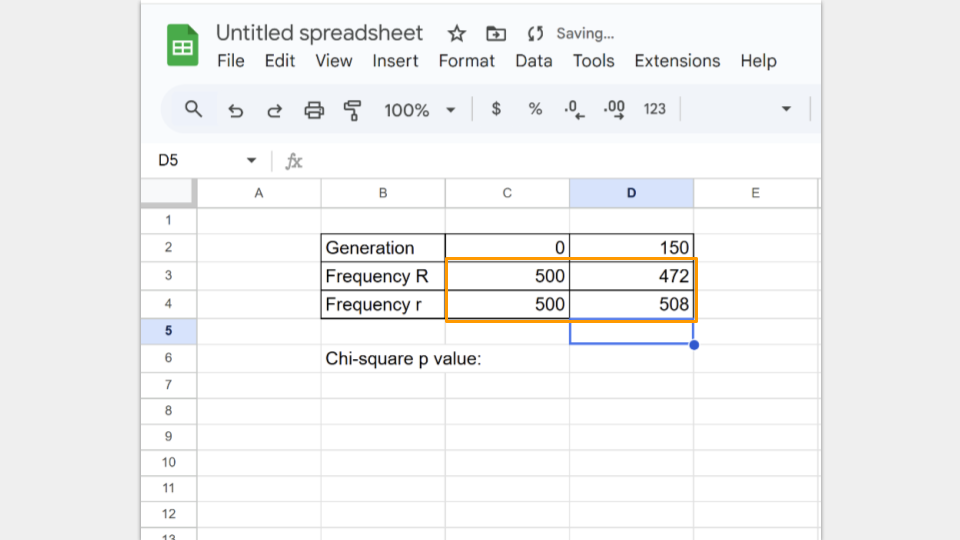 Untitled spreadsheet Saving...
File Edit View Insert Format Data Tools Extensions Help
100% $ % .0 .00 123
D5 fx
A B C D E
1
2 Generation 0 150
3 Frequency R 500 472
4 Frequency r 500 508
5
6 Chi-square p value:
7
8
9
10
11
12
13